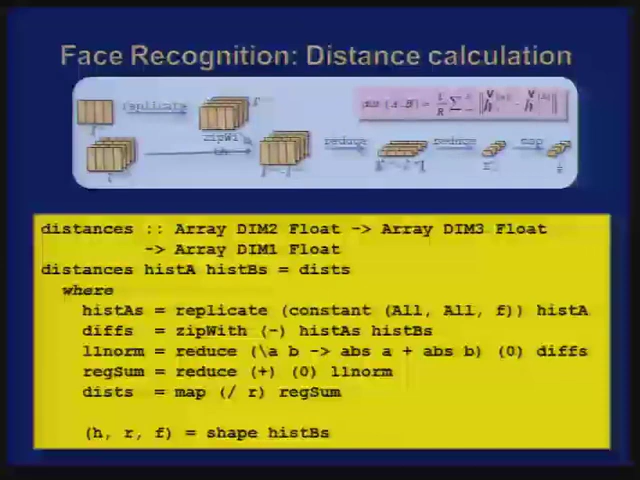 Face Recognition: Distance calculation
replicate
zipWi
reduce reduce map
distances :: Array DIM2 Float -> Array DIM3 Float
-> Array DIM1 Float
distances histA histBs = dists
where
histAs = replicate (constant (All, All, f)) histA
diffs = zipWith (-) histAs histBs
l1norm = reduce (\a b -> abs a + abs b) (0) diffs
regSum = reduce (+) (0) l1norm
dists = map (/ r) regSum
(h, r, f) = shape histBs